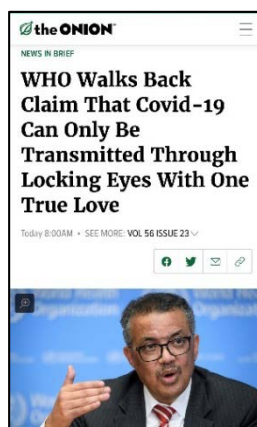 the ONION
NEWS IN BRIEF
WHO Walks Back
Claim That Covid-19
Can Only Be
Transmitted Through
Locking Eyes With One
True Love
Today 8:00AM • SEE MORE: VOL 56 ISSUE 23